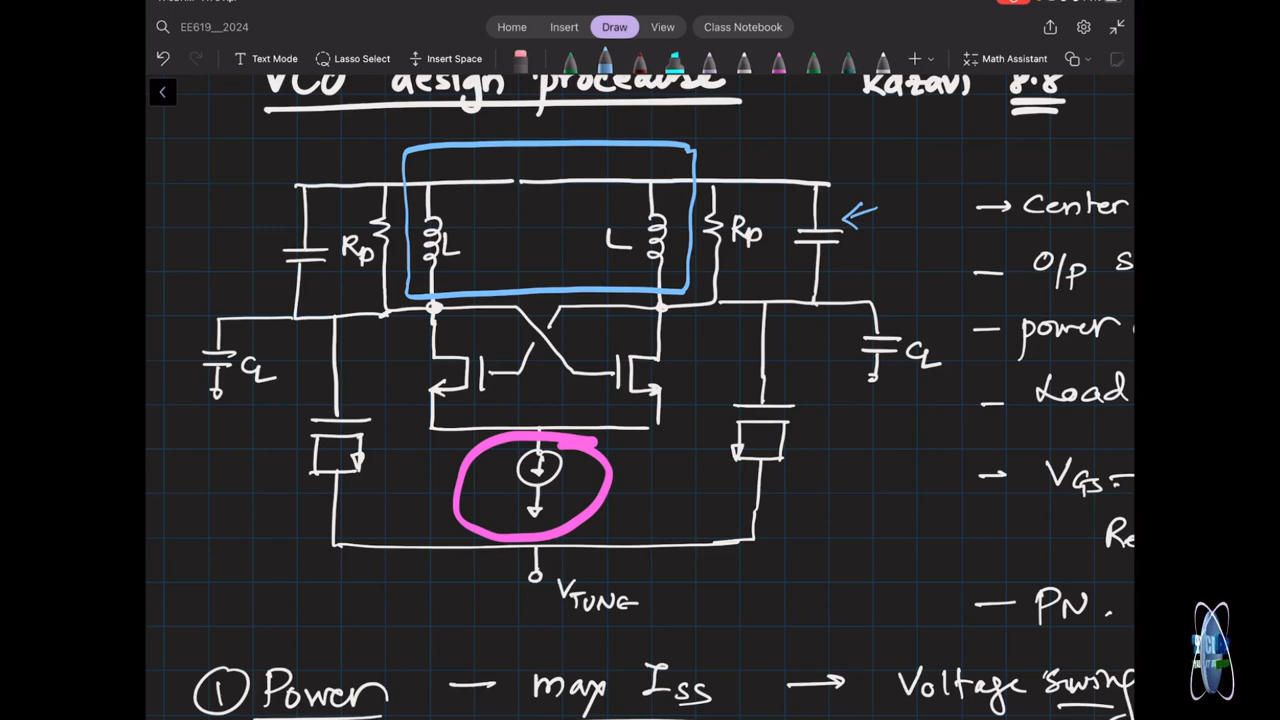 EE619__2024
Home Insert Draw View Class Notebook
Text Mode Lasso Select Insert Space Math Assistant
VCO design procedure Razavi 8.8
Rp L L Rp
CL CL
VTUNE
→ Center
— O/p S
— power
— Load
→ VGS =
Re
— PN.
① Power — max ISS → Voltage swing